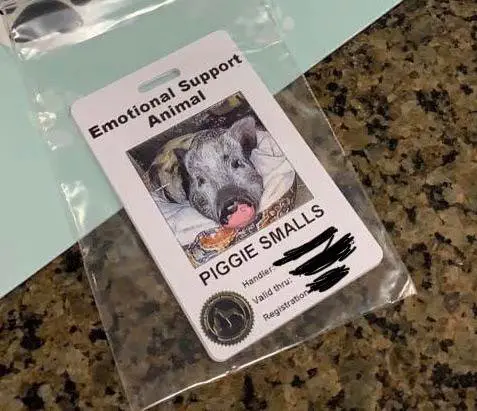 Emotional Support
Animal
PIGGIE SMALLS
Handler:
Valid thru:
Registration